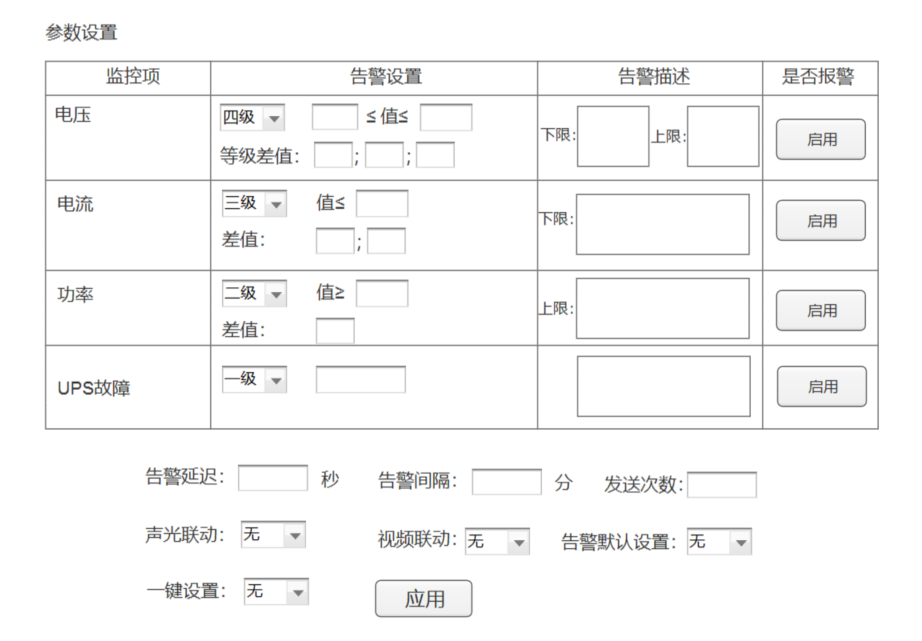 参数设置
监控项 告警设置 告警描述 是否报警
电压 四级 ≤ 值≤ 下限: 上限: 启用
等级差值: ; ;
电流 三级 值≤ 下限: 启用
差值: ;
功率 二级 值≥ 上限: 启用
差值:
UPS故障 一级 启用
告警延迟: 秒 告警间隔: 分 发送次数:
声光联动: 无 视频联动: 无 告警默认设置: 无
一键设置: 无 应用